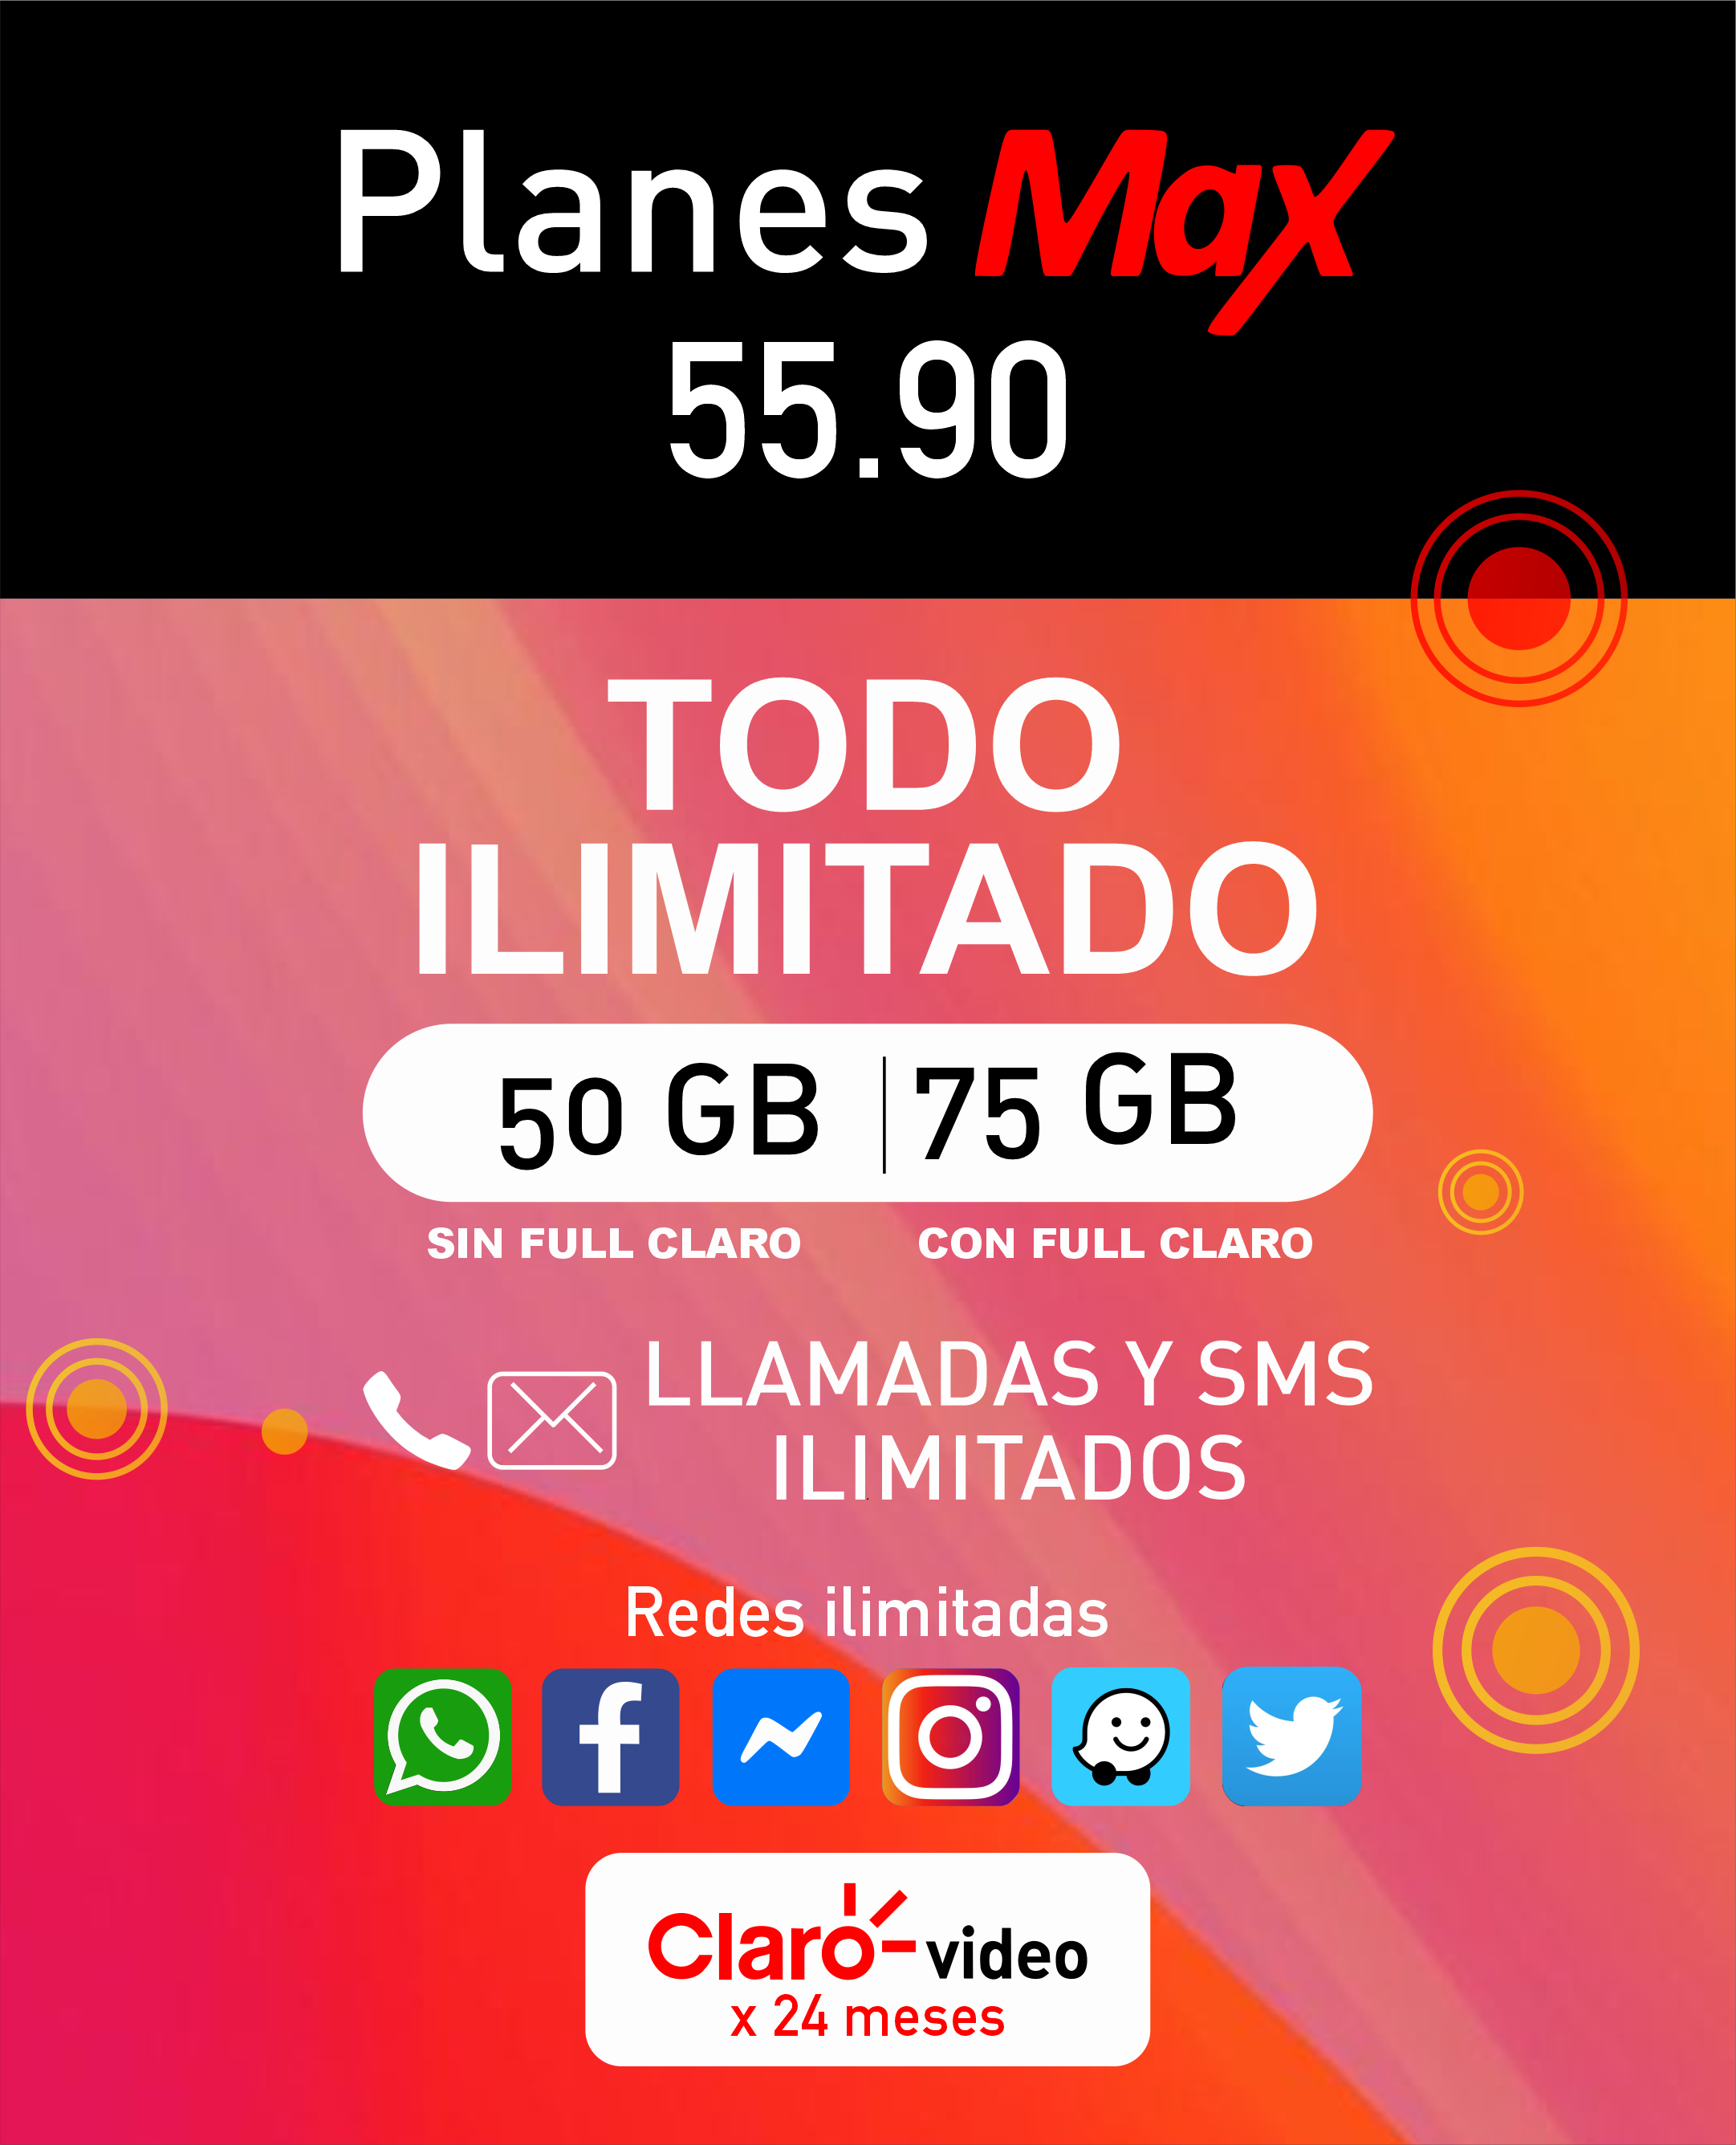 Planes Max
55.90
TODO
ILIMITADO
50 GB | 75 GB
SIN FULL CLARO CON FULL CLARO
LLAMADAS Y SMS
ILIMITADOS
Redes ilimitadas
Claro video
x 24 meses